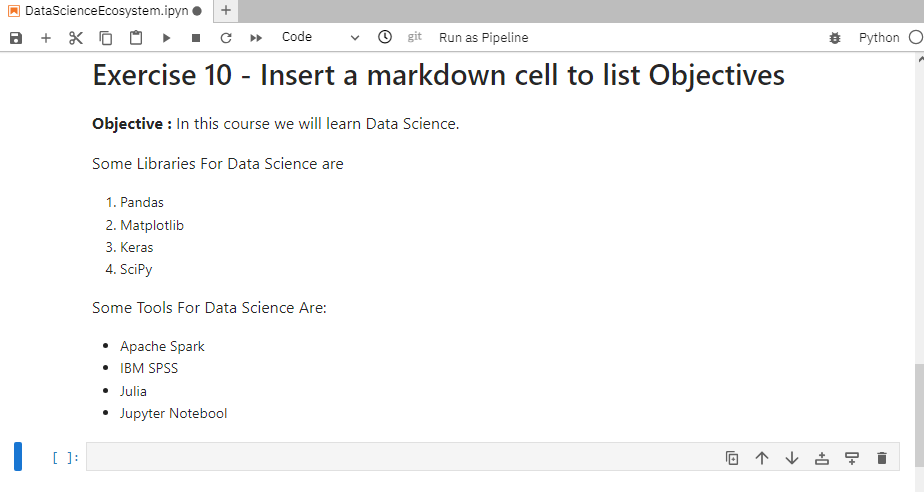 DataScienceEcosystem.ipyn
Code git Run as Pipeline Python
Exercise 10 - Insert a markdown cell to list Objectives
Objective : In this course we will learn Data Science.
Some Libraries For Data Science are
1. Pandas
2. Matplotlib
3. Keras
4. SciPy
Some Tools For Data Science Are:
• Apache Spark
• IBM SPSS
• Julia
• Jupyter Notebool
[ ]: